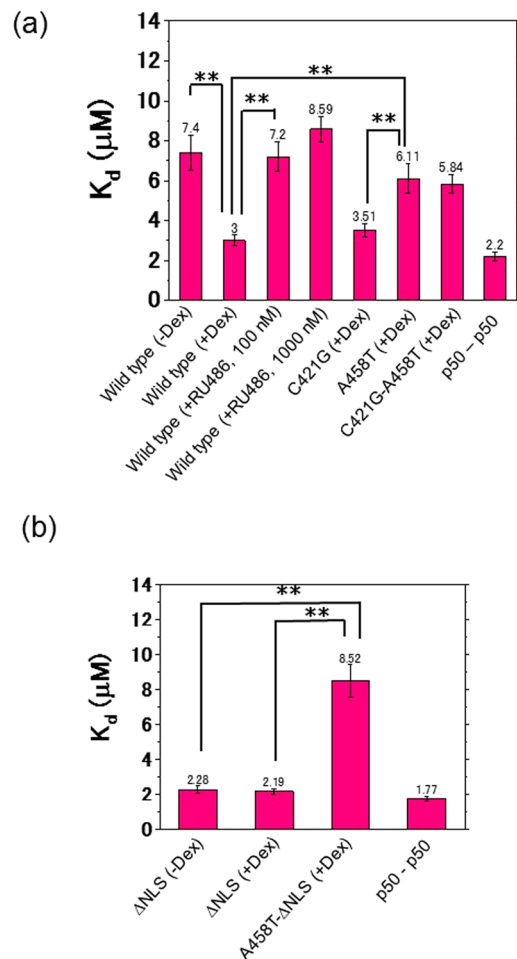 (a)
K_d (μM)
14
12
10
8
6
4
2
0
**
**
**
**
7.4
3
7.2
8.59
3.51
6.11
5.84
2.2
Wild type (-Dex)
Wild type (+Dex)
Wild type (+RU486, 100 nM)
Wild type (+RU486, 1000 nM)
C421G (+Dex)
A458T (+Dex)
C421G-A458T (+Dex)
p50 – p50
(b)
K_d (μM)
14
12
10
8
6
4
2
0
**
**
2.28
2.19
8.52
1.77
ΔNLS (-Dex)
ΔNLS (+Dex)
A458T-ΔNLS (+Dex)
p50 - p50